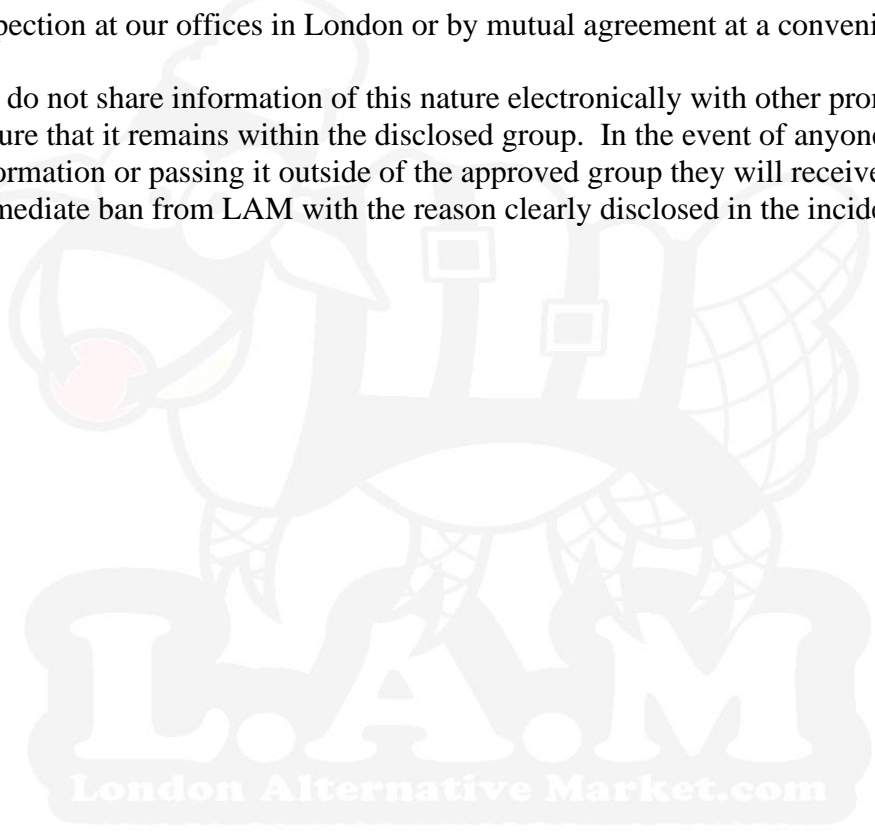 pection at our offices in London or by mutual agreement at a conveni
do not share information of this nature electronically with other pror
ure that it remains within the disclosed group.  In the event of anyone
ormation or passing it outside of the approved group they will receive
mediate ban from LAM with the reason clearly disclosed in the incide
L.A.M
London Alternative Market.com